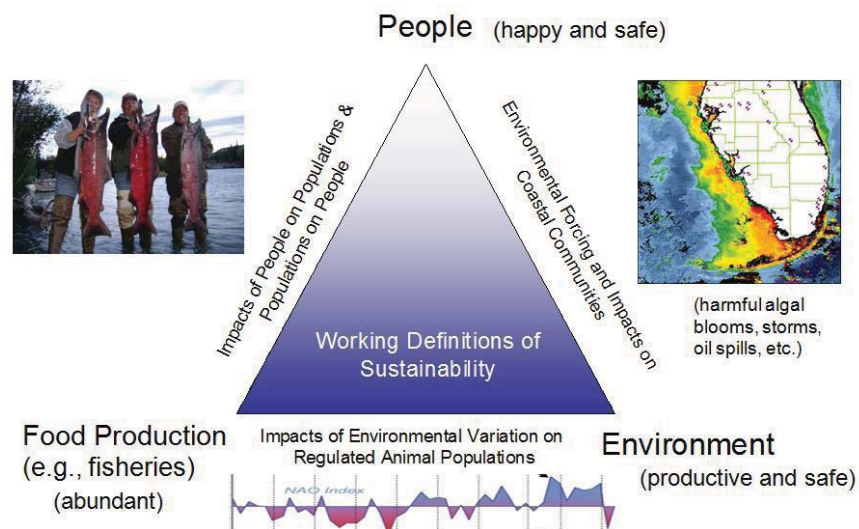 People (happy and safe)
Impacts of People on Populations &
Populations on People
Environmental Forcing and Impacts on
Coastal Communities
(harmful algal
blooms, storms,
oil spills, etc.)
Working Definitions of
Sustainability
Food Production
(e.g., fisheries)
(abundant)
Impacts of Environmental Variation on
Regulated Animal Populations
Environment
(productive and safe)
NAO Index